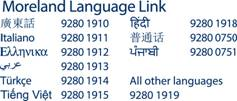 Moreland Language Link
廣東話 9280 1910 हिंदी 9280 1918
Italiano 9280 1911 普通话 9280 0750
Ελληνικα 9280 1912 ਪੰਜਾਬੀ 9280 0751
عربي 9280 1913
Türkçe 9280 1914 All other languages
Tiếng Việt 9280 1915 9280 1919